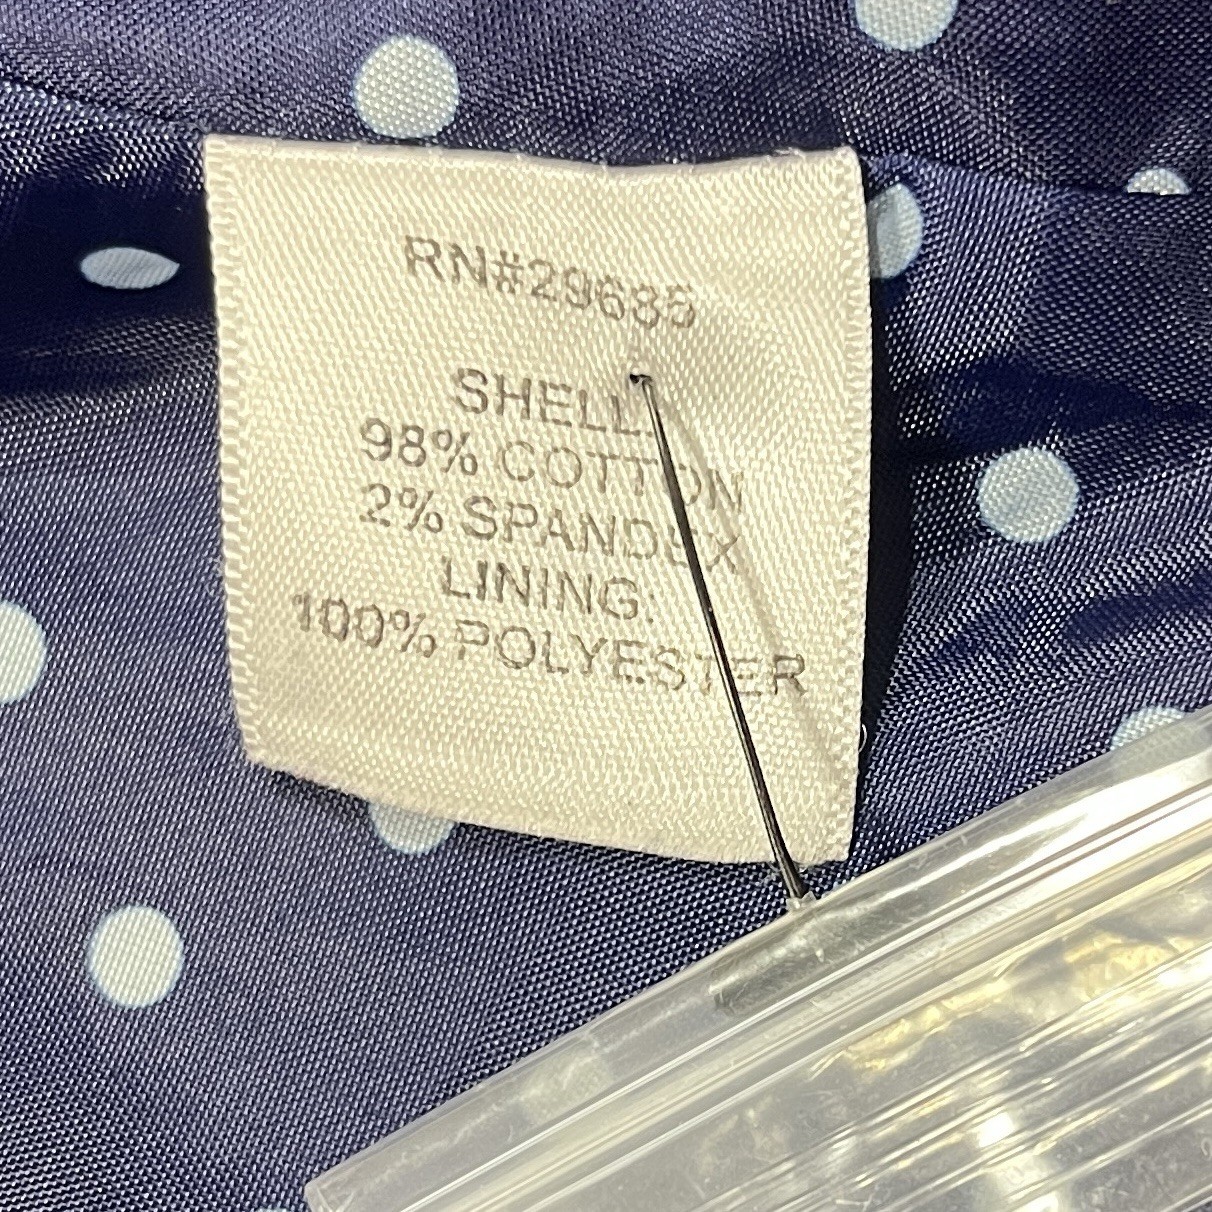 RN#29685
SHELL:
98% COTTON
2% SPANDEX
LINING:
100% POLYESTER